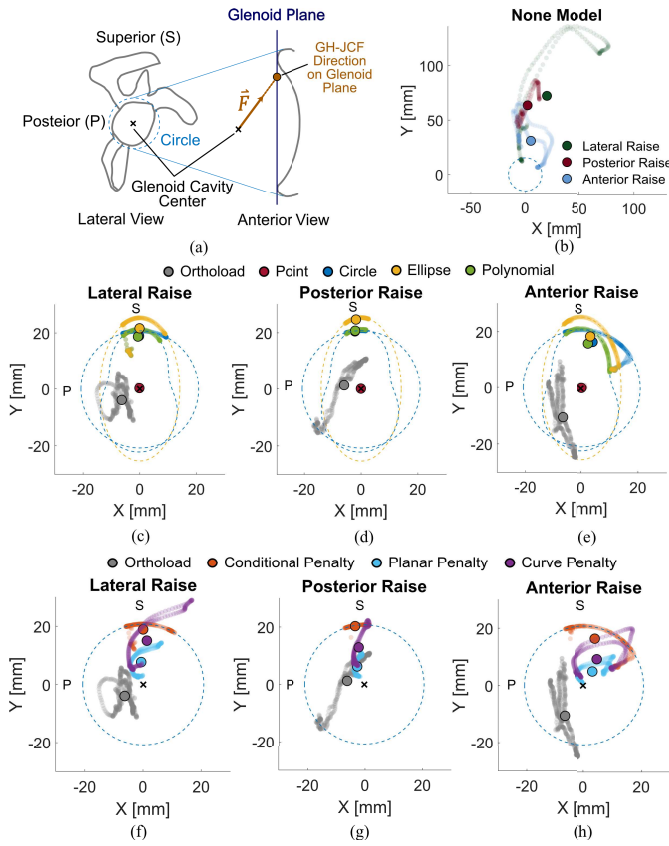 Glenoid Plane
Superior (S)
GH-JCF
Direction
on Glenoid
Plane
F
Posteior (P)
Circle
Glenoid Cavity
Center
Lateral View
Anterior View
(a)
None Model
Y [mm]
100
50
0
Lateral Raise
Posterior Raise
Anterior Raise
-50 0 50 100
X [mm]
(b)
Orthoload Pcint Circle Ellipse Polynomial
Lateral Raise
Y [mm]
20
0
-20
S
P
-20 0 20
X [mm]
(c)
Posterior Raise
Y [mm]
20
0
-20
S
P
-20 0 20
X [mm]
(d)
Anterior Raise
Y [mm]
20
0
-20
S
P
-20 0 20
X [mm]
(e)
Orthoload Conditional Penalty Planar Penalty Curve Penalty
Lateral Raise
Y [mm]
20
0
-20
S
P
-20 0 20
X [mm]
(f)
Posterior Raise
Y [mm]
20
0
-20
S
P
-20 0 20
X [mm]
(g)
Anterior Raise
Y [mm]
20
0
-20
S
P
-20 0 20
X [mm]
(h)